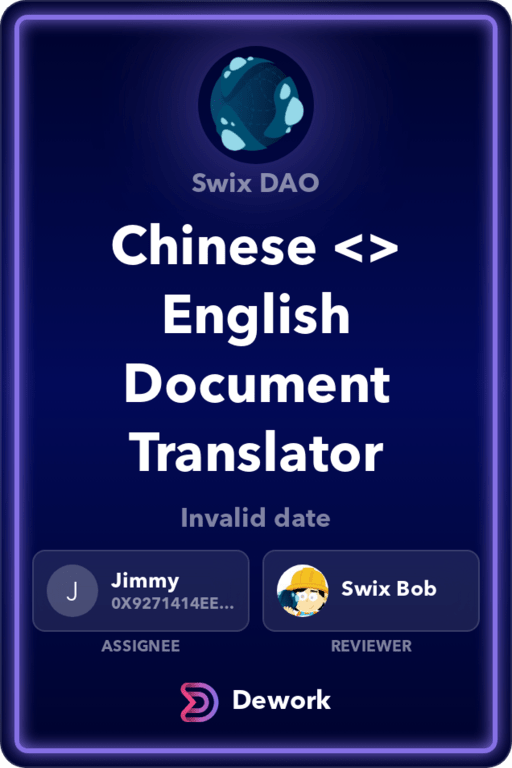 Swix DAO
Chinese <>
English
Document
Translator
Invalid date
J
Jimmy
0X9271414EE...
Swix Bob
ASSIGNEE
REVIEWER
Dework